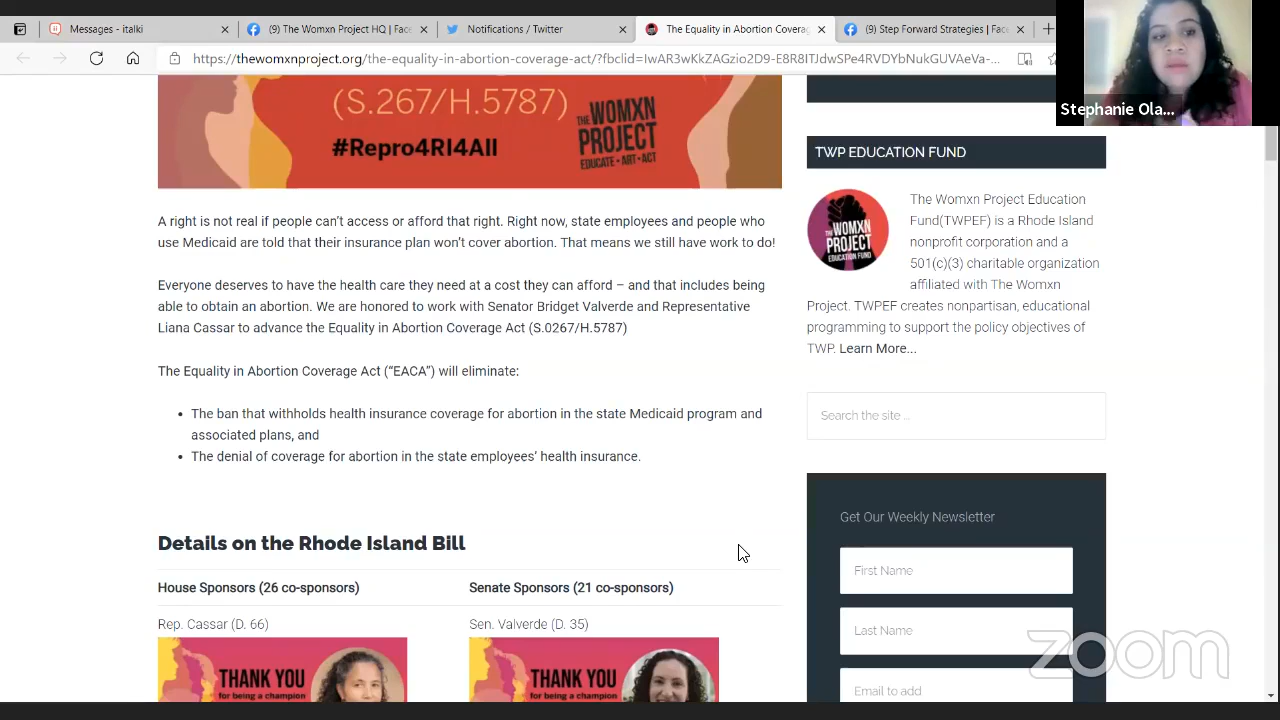 Messages - italki
(9) The Womxn Project HQ | Fac
Notifications / Twitter
The Equality in Abortion Coverag
(9) Step Forward Strategies | Fac
https://thewomxnproject.org/the-equality-in-abortion-coverage-act/?fbclid=IwAR3wKkZAGzio2D9-E8R8ITJdwSPe4RVDYbNukGUVAeVa-...
Stephanie Ola...
(S.267/H.5787)
#Repro4RI4All
THE WOMXN
PROJECT
EDUCATE • ART • ACT
A right is not real if people can't access or afford that right. Right now, state employees and people who
use Medicaid are told that their insurance plan won't cover abortion. That means we still have work to do!
Everyone deserves to have the health care they need at a cost they can afford – and that includes being
able to obtain an abortion. We are honored to work with Senator Bridget Valverde and Representative
Liana Cassar to advance the Equality in Abortion Coverage Act (S.0267/H.5787)
The Equality in Abortion Coverage Act ("EACA") will eliminate:
• The ban that withholds health insurance coverage for abortion in the state Medicaid program and
associated plans, and
• The denial of coverage for abortion in the state employees' health insurance.
Details on the Rhode Island Bill
House Sponsors (26 co-sponsors)
Senate Sponsors (21 co-sponsors)
Rep. Cassar (D. 66)
Sen. Valverde (D. 35)
THANK YOU
for being a champion
THANK YOU
for being a champion
TWP EDUCATION FUND
THE
WOMXN
PROJECT
EDUCATION FUND
The Womxn Project Education
Fund(TWPEF) is a Rhode Island
nonprofit corporation and a
501(c)(3) charitable organization
affiliated with The Womxn
Project. TWPEF creates nonpartisan, educational
programming to support the policy objectives of
TWP. Learn More...
Search the site ...
Get Our Weekly Newsletter
First Name
Last Name
Email to add
zoom